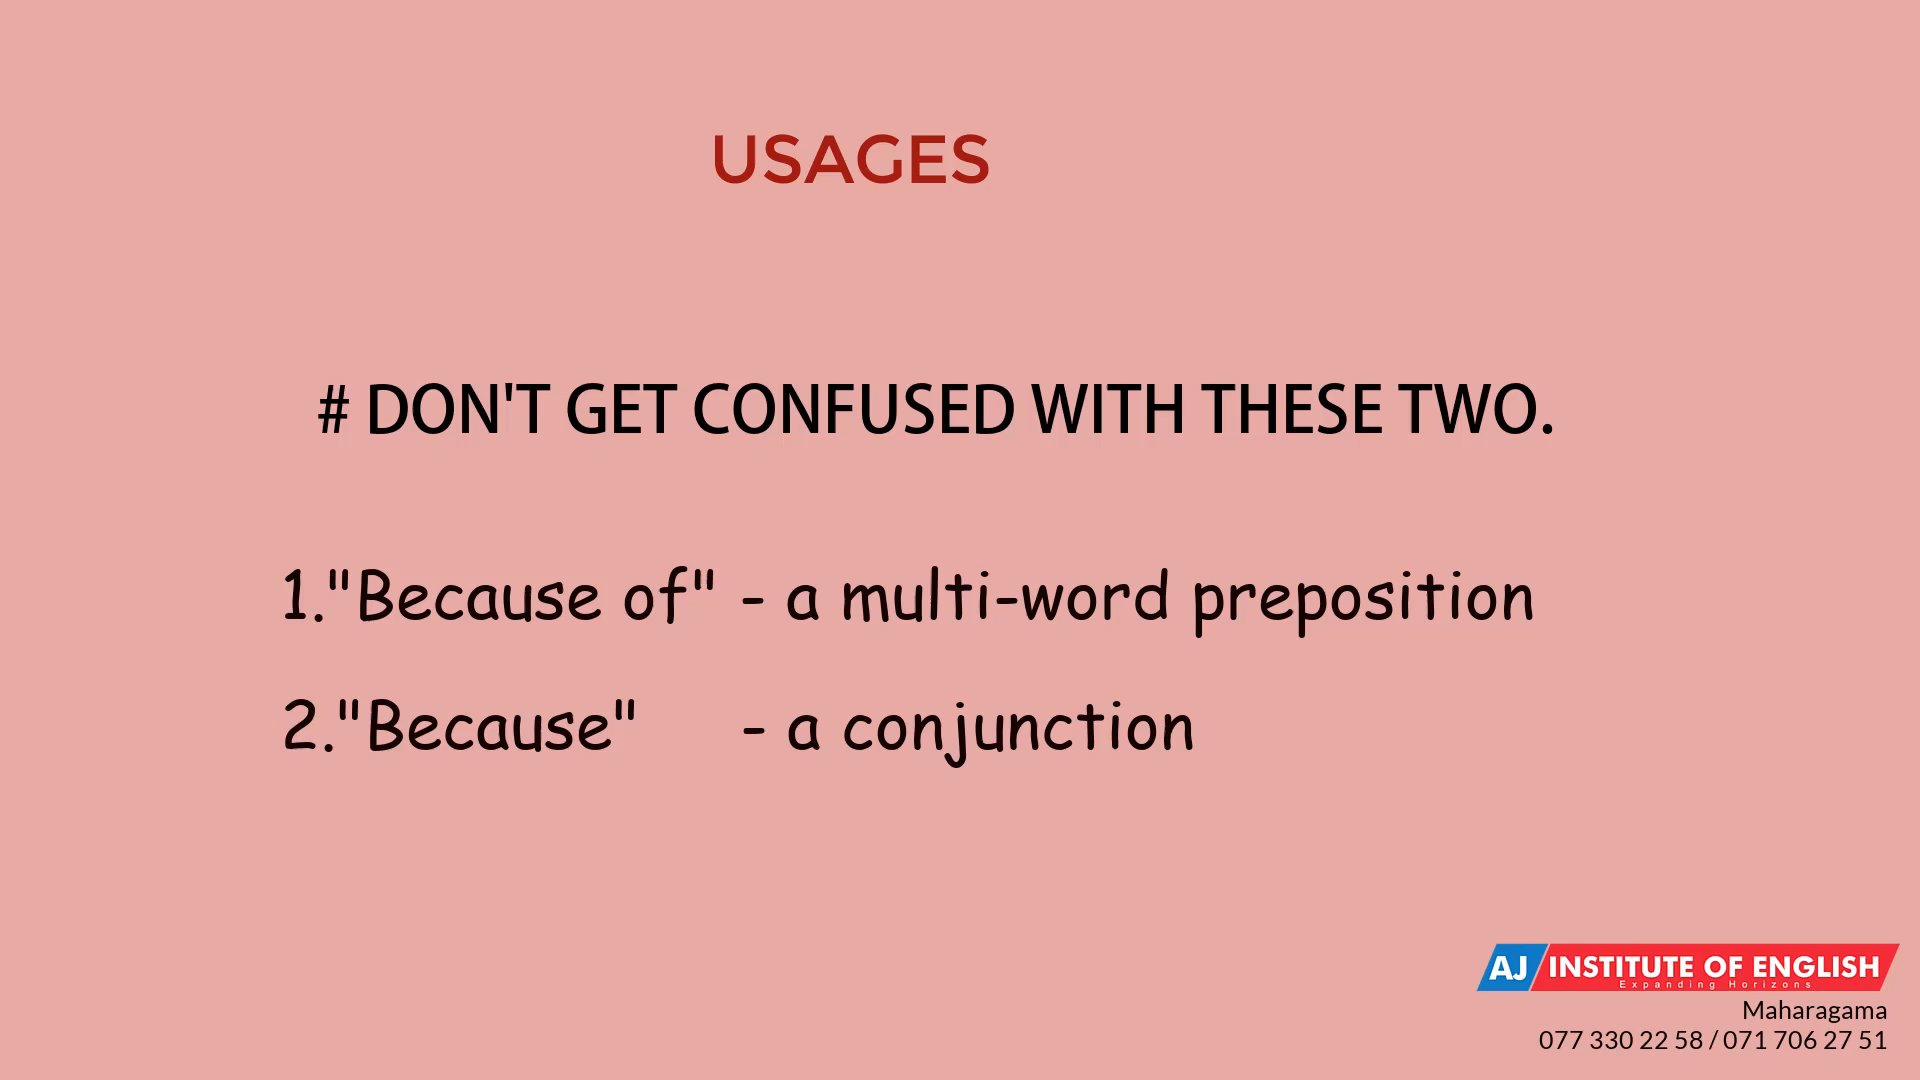 USAGES
# DON'T GET CONFUSED WITH THESE TWO.
1."Because of" - a multi-word preposition
2."Because" - a conjunction
AJ INSTITUTE OF ENGLISH
Expanding Horizons
Maharagama
077 330 22 58 / 071 706 27 51